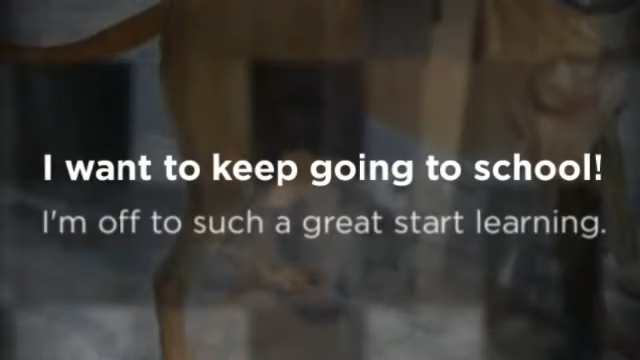 I want to keep going to school!
I'm off to such a great start learning.